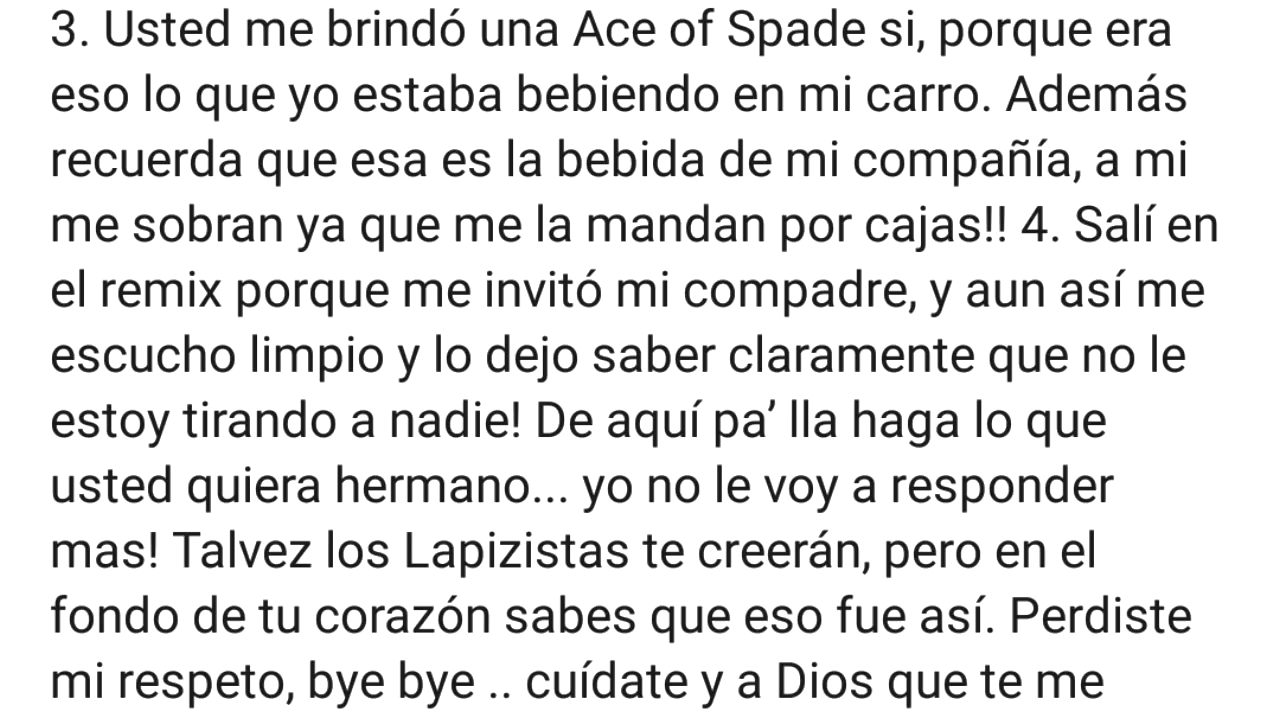 3. Usted me brindó una Ace of Spade si, porque era
eso lo que yo estaba bebiendo en mi carro. Además
recuerda que esa es la bebida de mi compañía, a mi
me sobran ya que me la mandan por cajas!! 4. Salí en
el remix porque me invitó mi compadre, y aun así me
escucho limpio y lo dejo saber claramente que no le
estoy tirando a nadie! De aquí pa’ lla haga lo que
usted quiera hermano... yo no le voy a responder
mas! Talvez los Lapizistas te creerán, pero en el
fondo de tu corazón sabes que eso fue así. Perdiste
mi respeto, bye bye .. cuídate y a Dios que te me